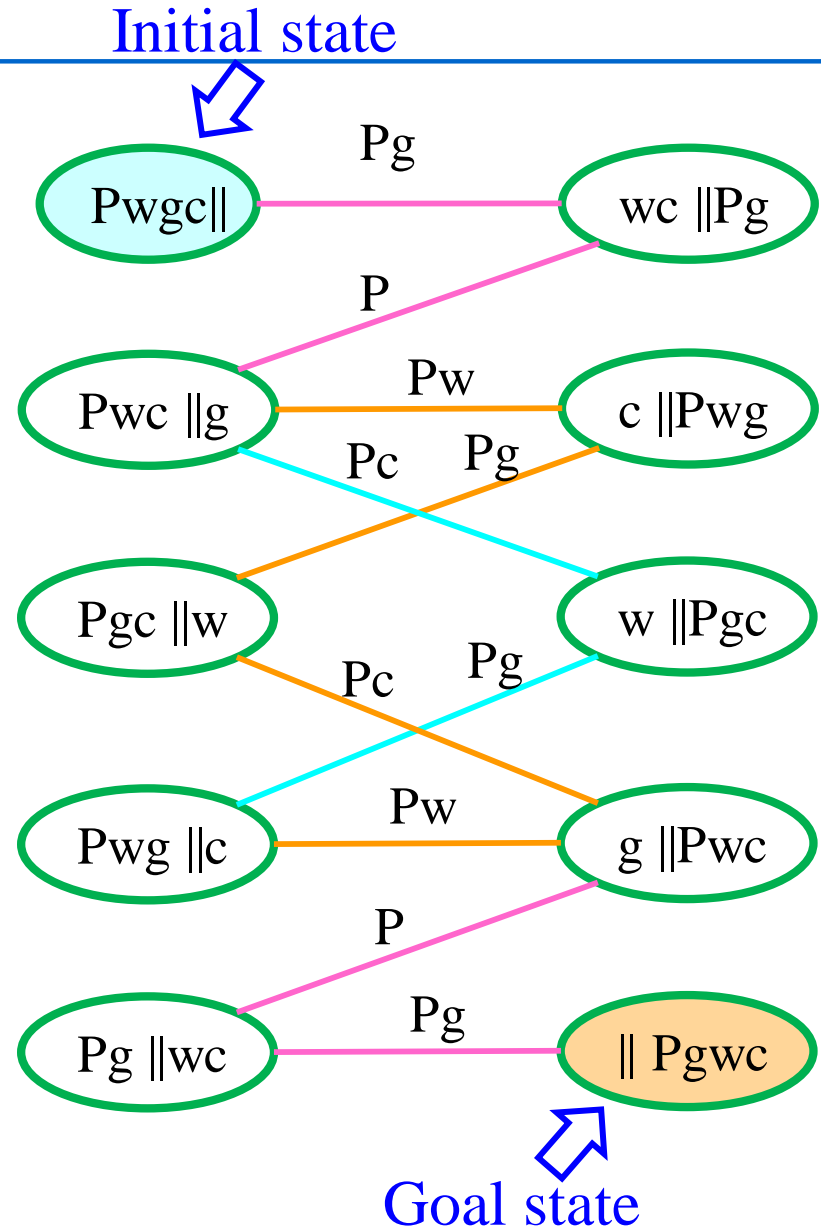 Initial state
Pg
Pwgc||
wc ||Pg
P
Pw
Pwc ||g
c ||Pwg
Pc
Pg
Pgc ||w
w ||Pgc
Pc
Pg
Pw
Pwg ||c
g ||Pwc
P
Pg
Pg ||wc
|| Pgwc
Goal state